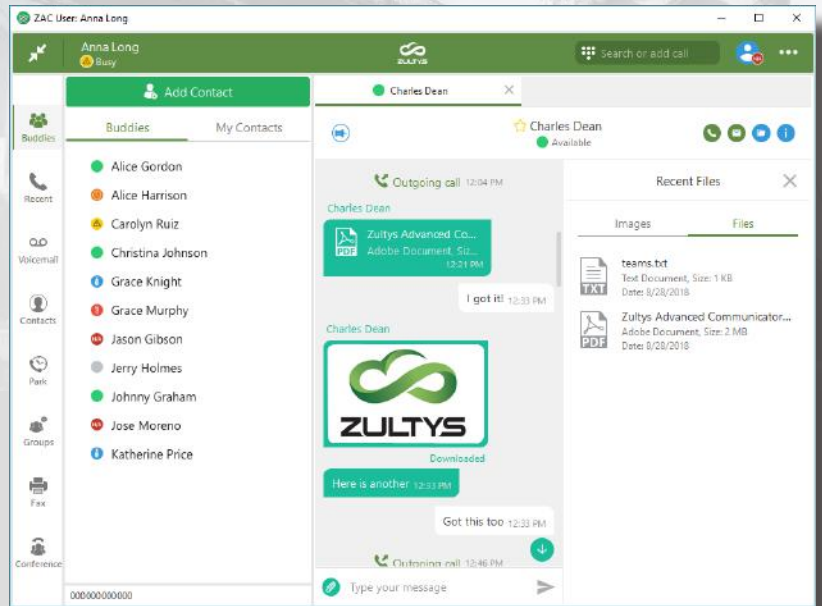 ZAC User: Anna Long
Anna Long
Busy
ZULTYS
Search or add call
Add Contact
Buddies
My Contacts
Buddies
Recent
Voicemail
Contacts
Park
Groups
Fax
Conference
Alice Gordon
Alice Harrison
Carolyn Ruiz
Christina Johnson
Grace Knight
Grace Murphy
Jason Gibson
Jerry Holmes
Johnny Graham
Jose Moreno
Katherine Price
Charles Dean
Charles Dean
Available
Outgoing call 12:04 PM
Charles Dean
Zultys Advanced Co...
Adobe Document, Siz...
12:21 PM
PDF
I got it! 12:33 PM
Charles Dean
ZULTYS
Downloaded
Here is another 12:33 PM
Got this too 12:33 PM
Outgoing call 12:46 PM
Type your message
Recent Files
Images
Files
teams.txt
Text Document, Size: 1 KB
Date: 8/28/2018
TXT
Zultys Advanced Communicator...
Adobe Document, Size: 2 MB
Date: 8/28/2018
PDF